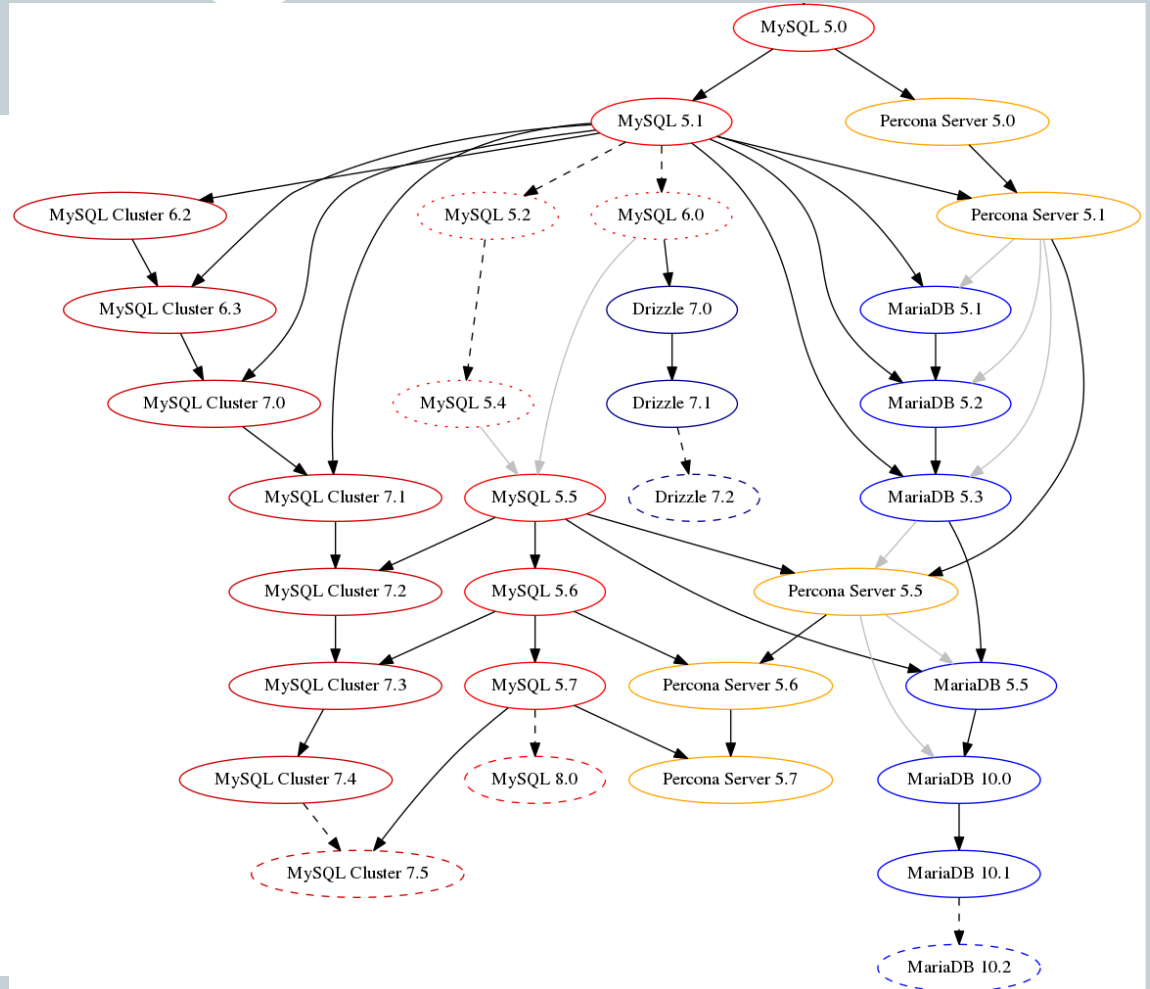 MySQL 5.0
MySQL 5.1
Percona Server 5.0
MySQL Cluster 6.2
MySQL 5.2
MySQL 6.0
Percona Server 5.1
MySQL Cluster 6.3
Drizzle 7.0
MariaDB 5.1
MySQL Cluster 7.0
MySQL 5.4
Drizzle 7.1
MariaDB 5.2
MySQL Cluster 7.1
MySQL 5.5
Drizzle 7.2
MariaDB 5.3
MySQL Cluster 7.2
MySQL 5.6
Percona Server 5.5
MySQL Cluster 7.3
MySQL 5.7
Percona Server 5.6
MariaDB 5.5
MySQL Cluster 7.4
MySQL 8.0
Percona Server 5.7
MariaDB 10.0
MySQL Cluster 7.5
MariaDB 10.1
MariaDB 10.2